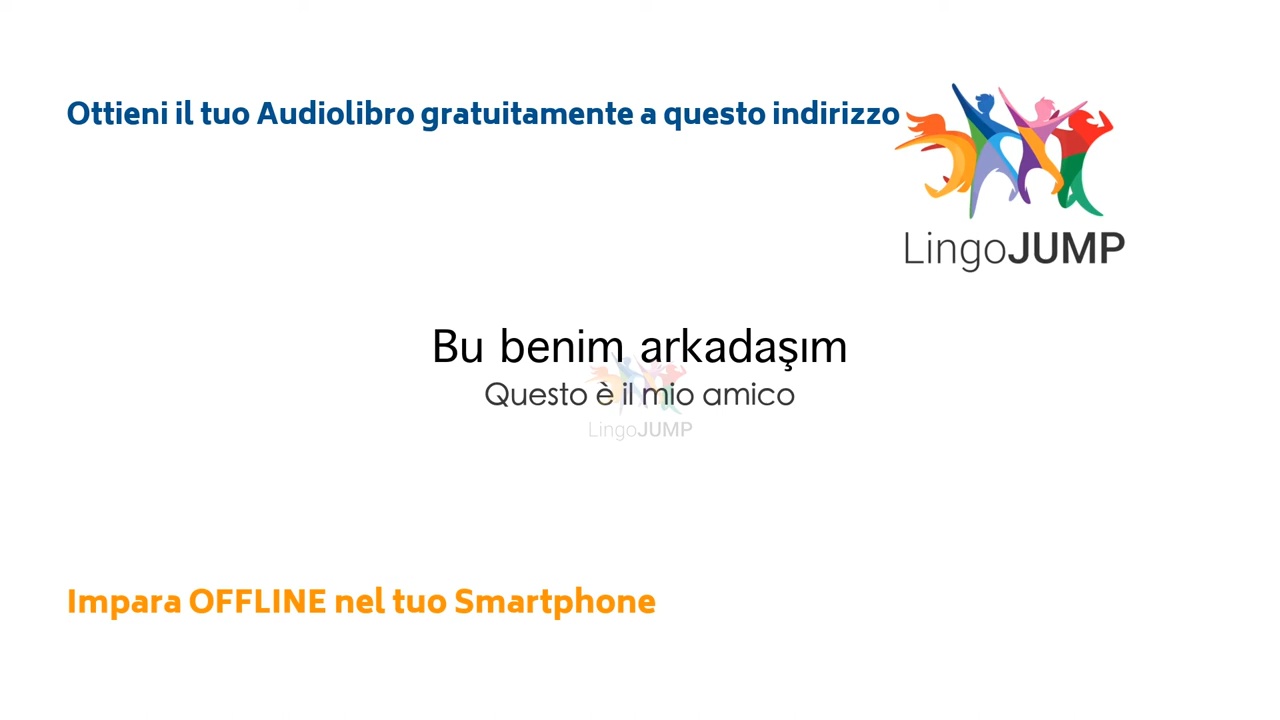 Ottieni il tuo Audiolibro gratuitamente a questo indirizzo
LingoJUMP
Bu benim arkadaşım
Questo è il mio amico
LingoJUMP
Impara OFFLINE nel tuo Smartphone